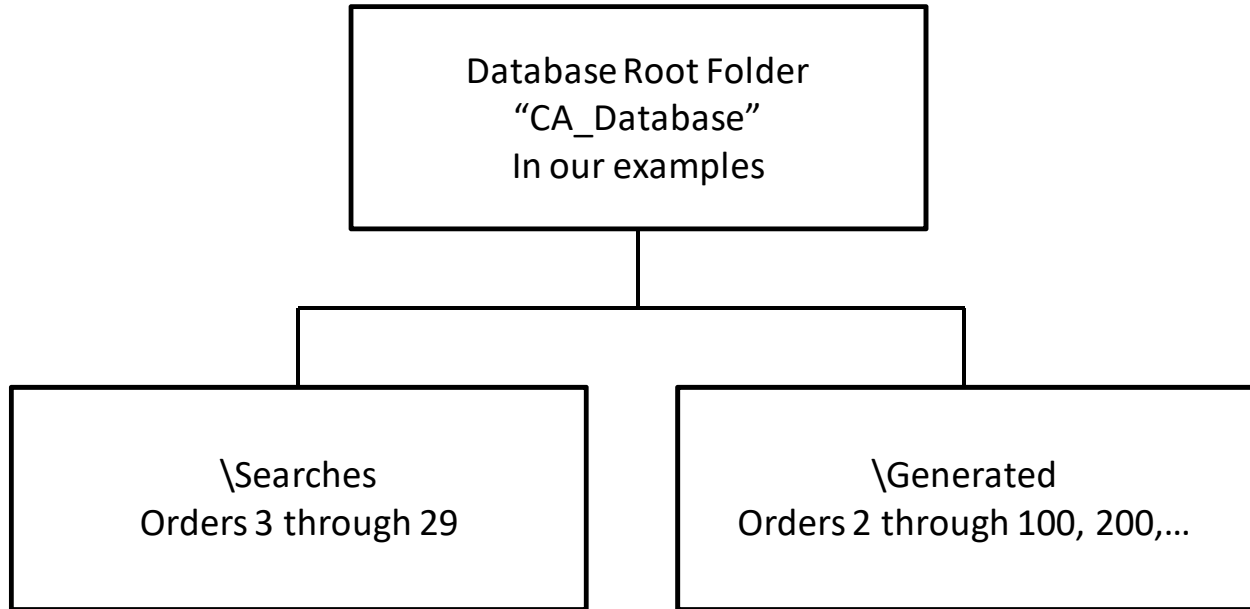 Database Root Folder
“CA_Database”
In our examples
\Searches
Orders 3 through 29
\Generated
Orders 2 through 100, 200,…